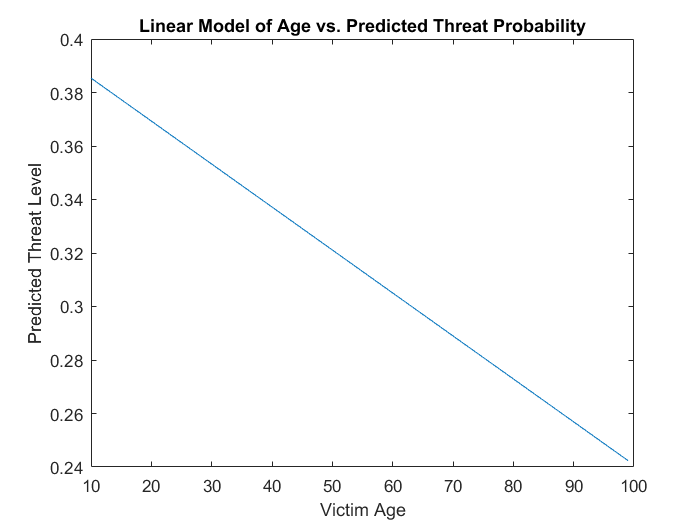 Linear Model of Age vs. Predicted Threat Probability
0.4
0.38
0.36
0.34
0.32
0.3
0.28
0.26
0.24
Predicted Threat Level
10 20 30 40 50 60 70 80 90 100
Victim Age